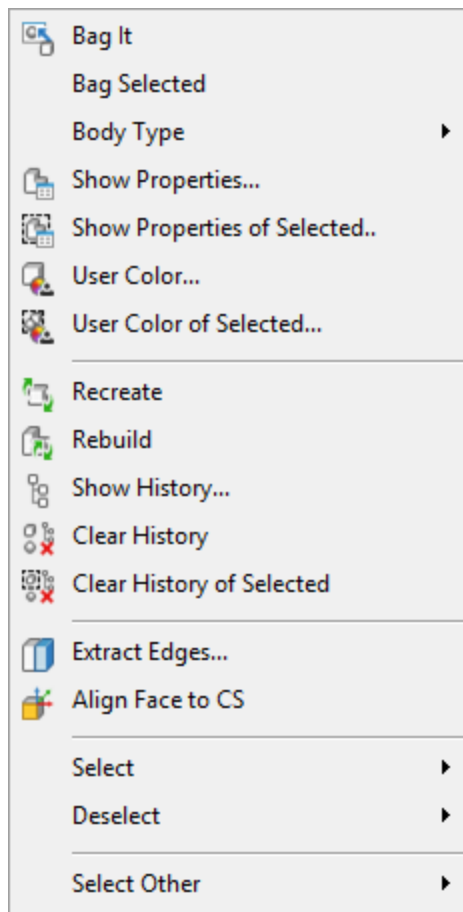 Bag It
Bag Selected
Body Type
Show Properties...
Show Properties of Selected..
User Color...
User Color of Selected...
Recreate
Rebuild
Show History...
Clear History
Clear History of Selected
Extract Edges...
Align Face to CS
Select
Deselect
Select Other